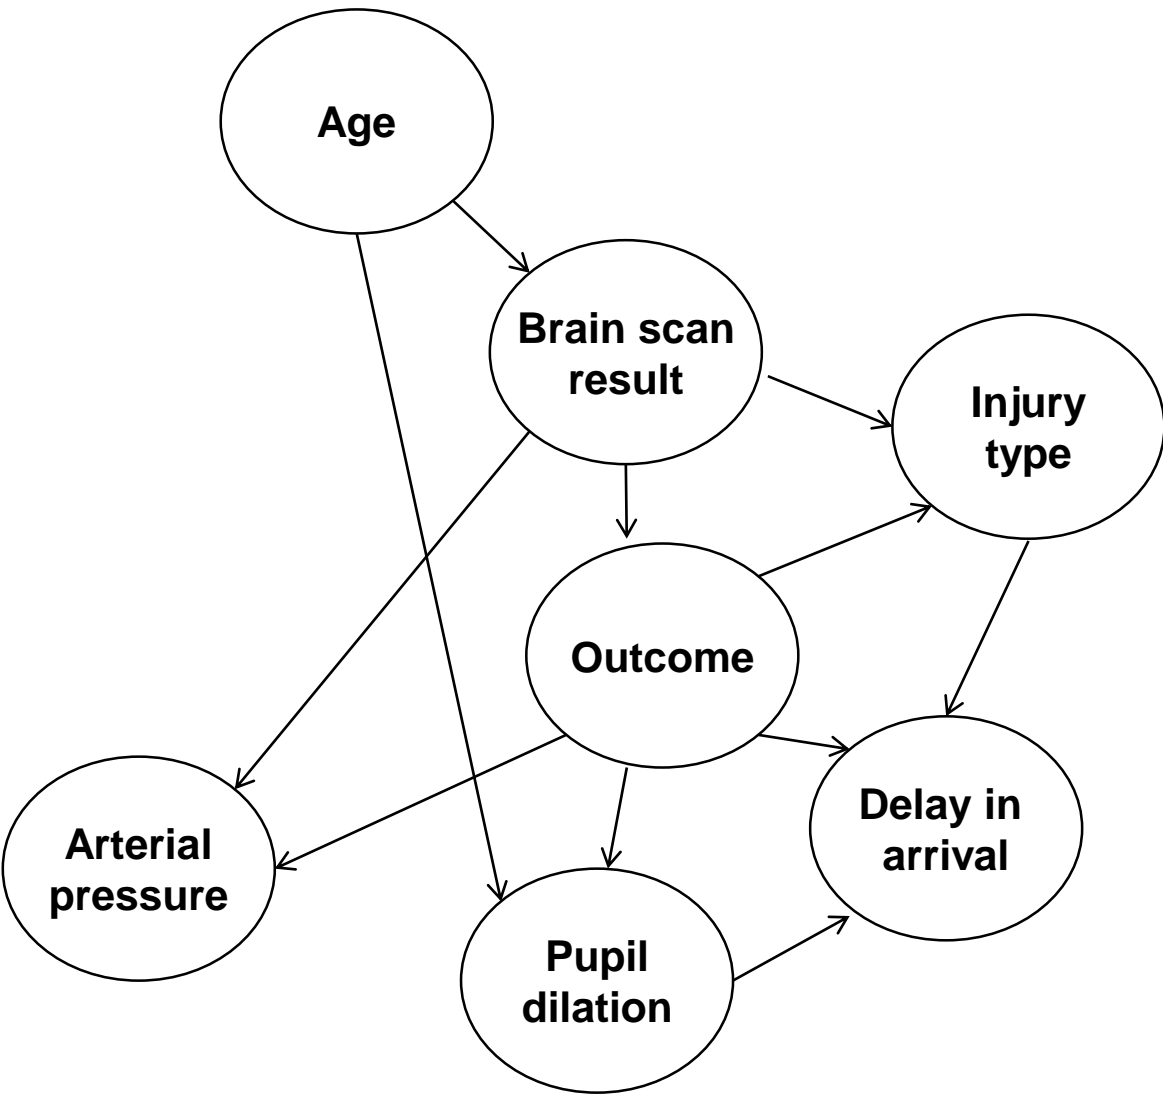 Age
Brain scan
result
Injury
type
Outcome
Arterial
pressure
Delay in
arrival
Pupil
dilation